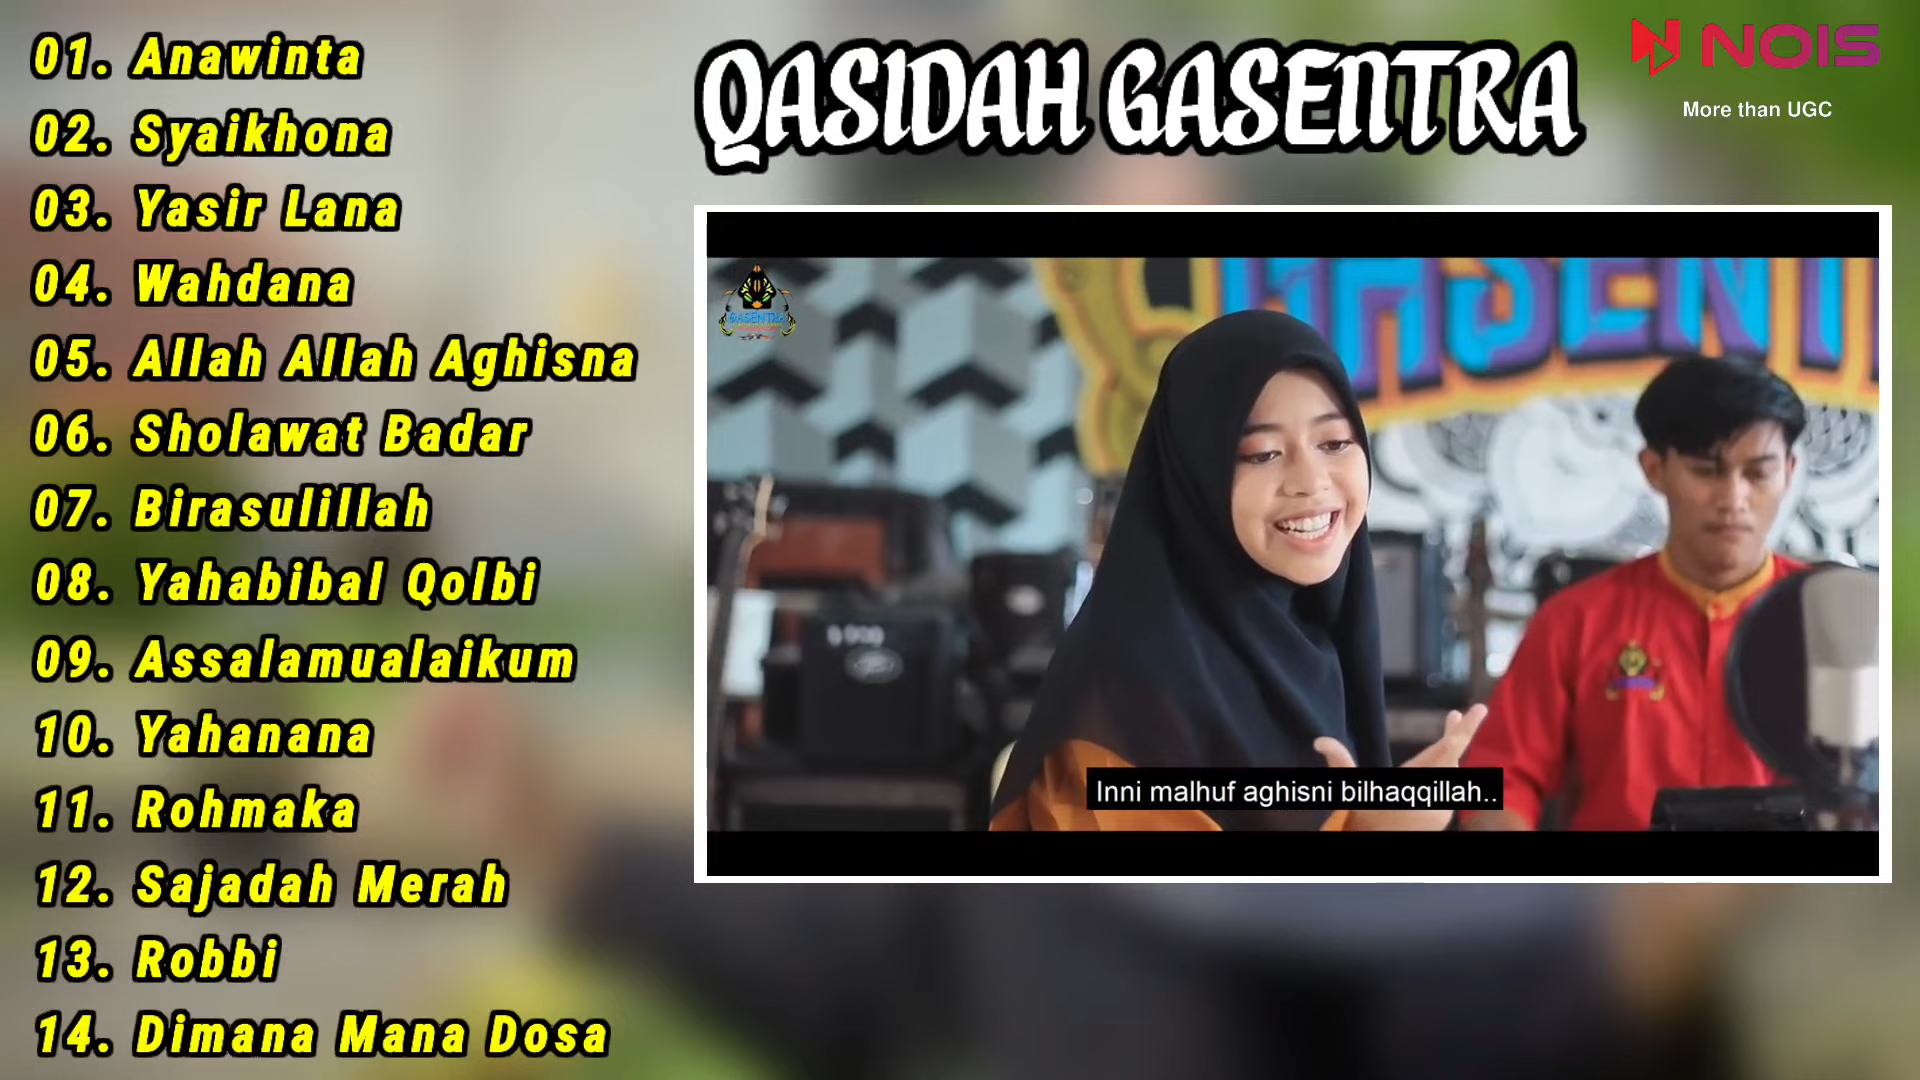 01. Anawinta
02. Syaikhona
03. Yasir Lana
04. Wahdana
05. Allah Allah Aghisna
06. Sholawat Badar
07. Birasulillah
08. Yahabibal Qolbi
09. Assalamualaikum
10. Yahanana
11. Rohmaka
12. Sajadah Merah
13. Robbi
14. Dimana Mana Dosa
QASIDAH GASENTRA
NOIS
More than UGC
GASENTRA
GASENT
Inni malhuf aghisni bilhaqqillah..